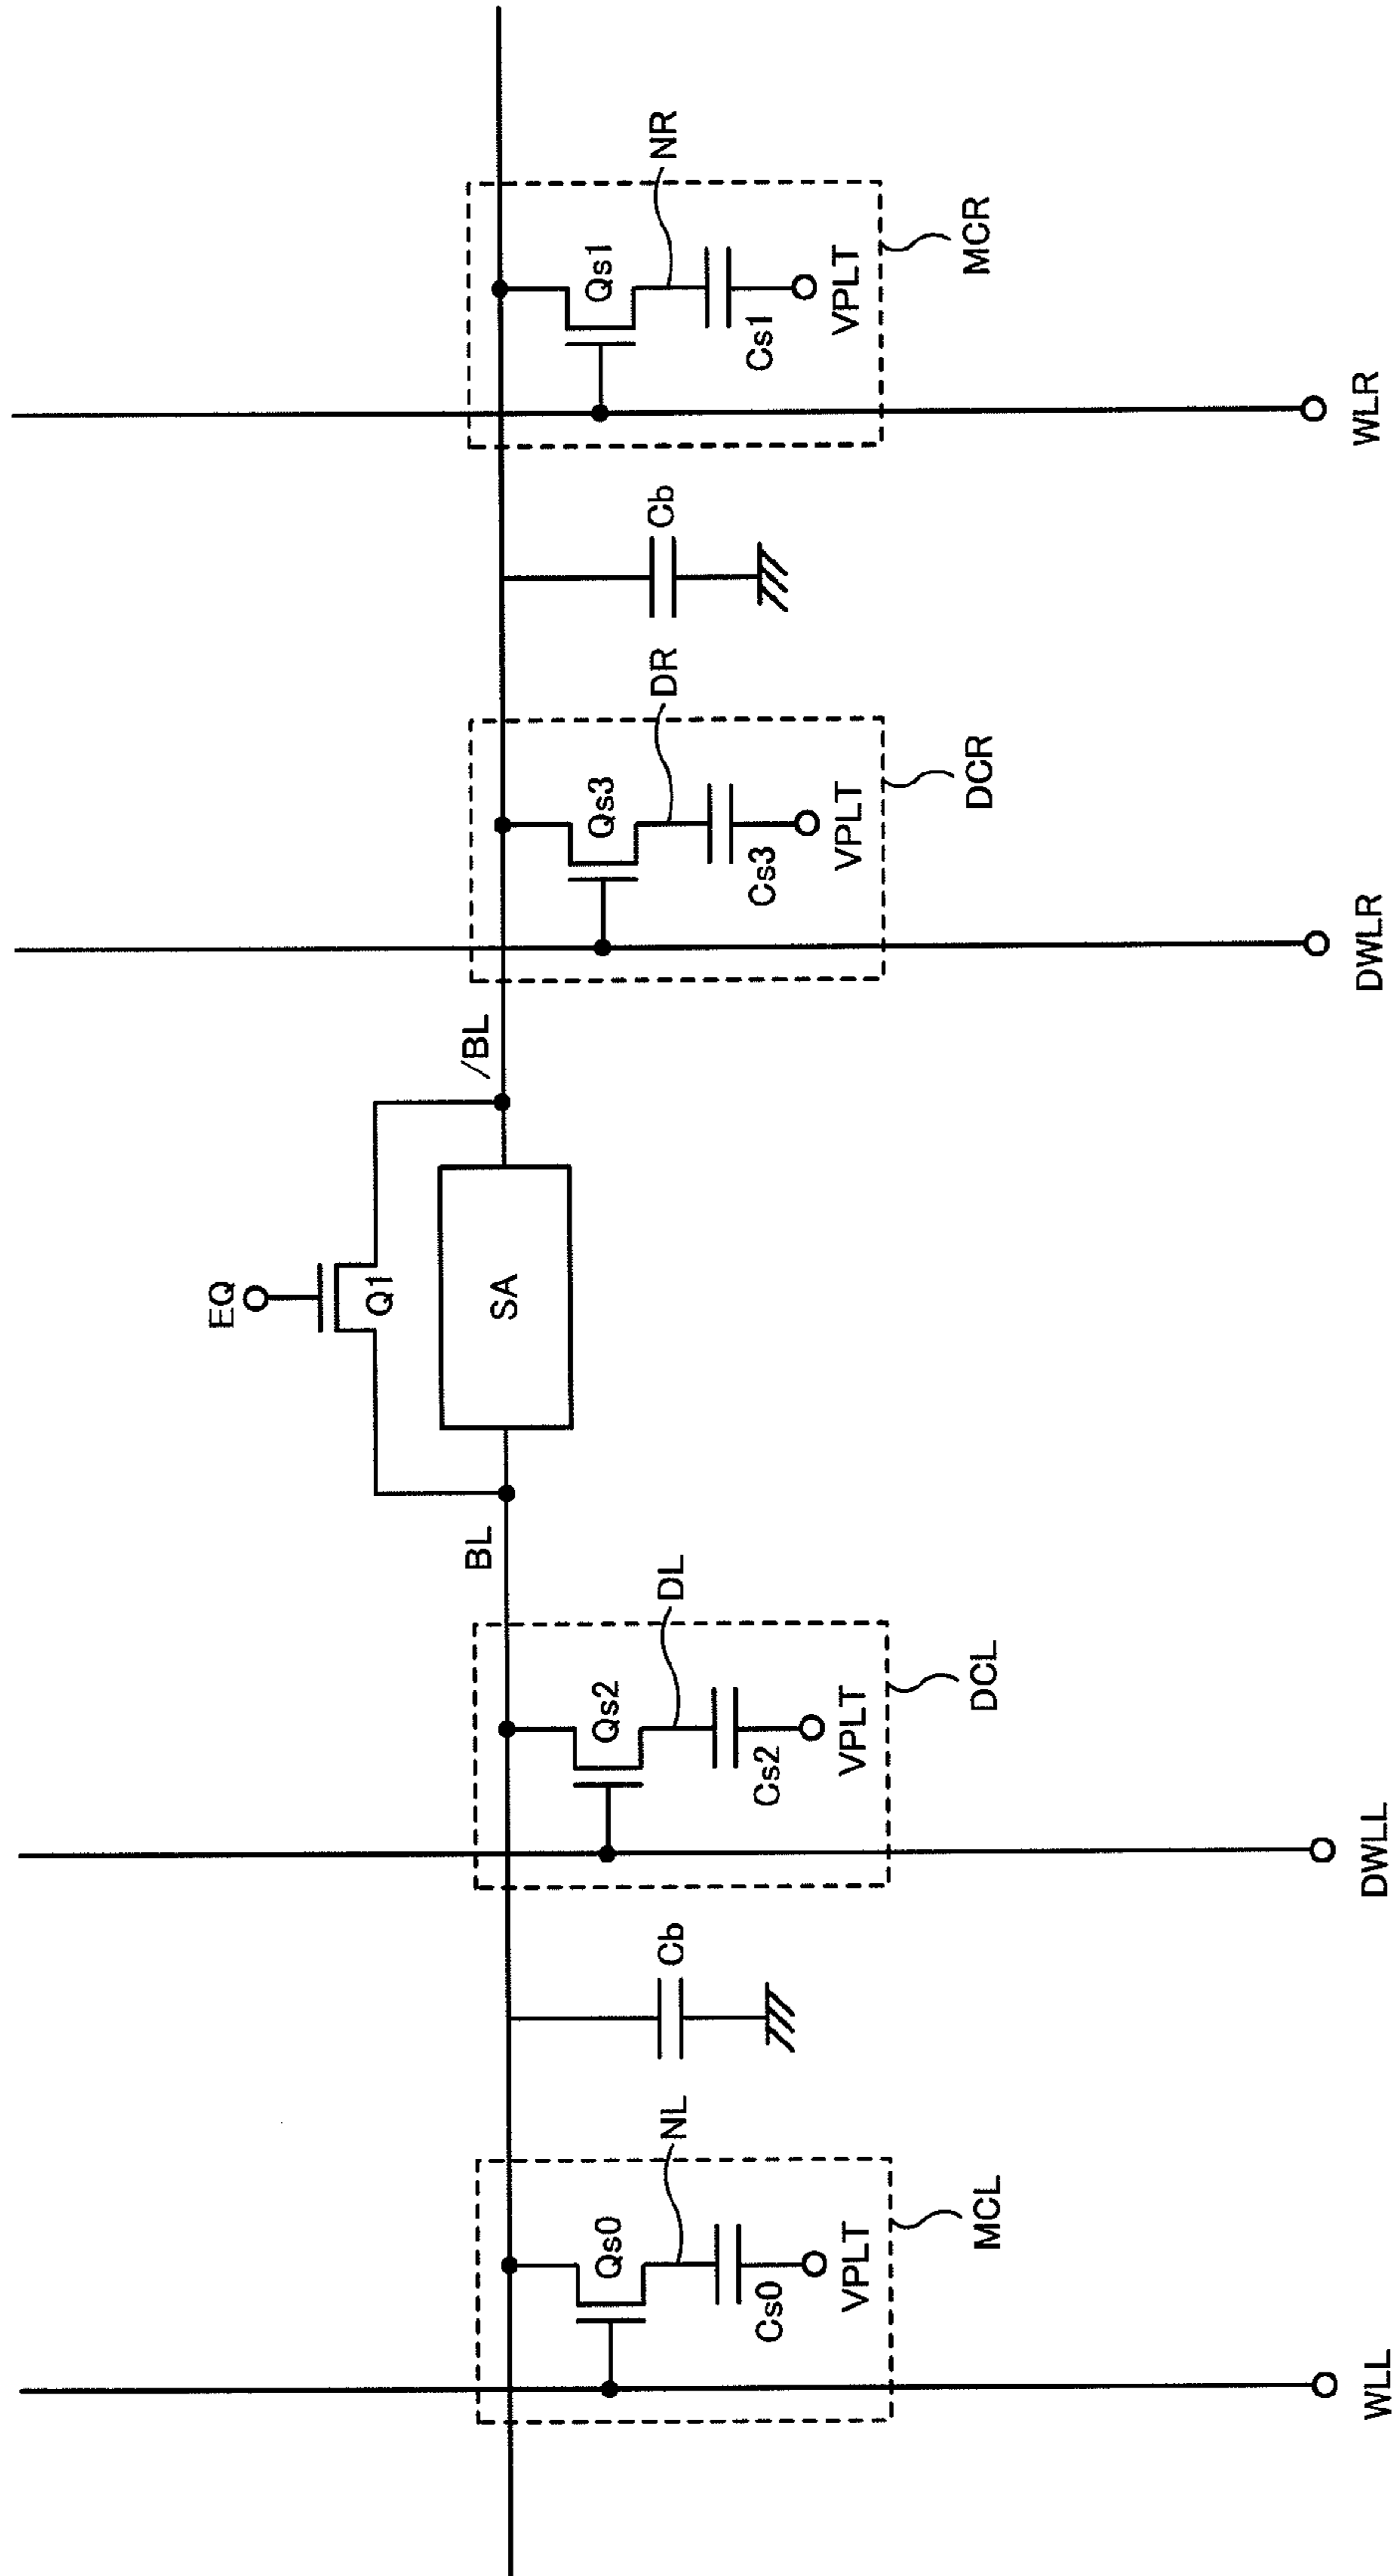 EQ
Q1
BL
SA
/BL
Qs0
NL
Cs0
VPLT
MCL
Cb
Qs2
DL
Cs2
VPLT
DCL
Qs3
DR
Cs3
VPLT
DCR
Cb
Qs1
NR
Cs1
VPLT
MCR
WLL
DWLL
DWLR
WLR